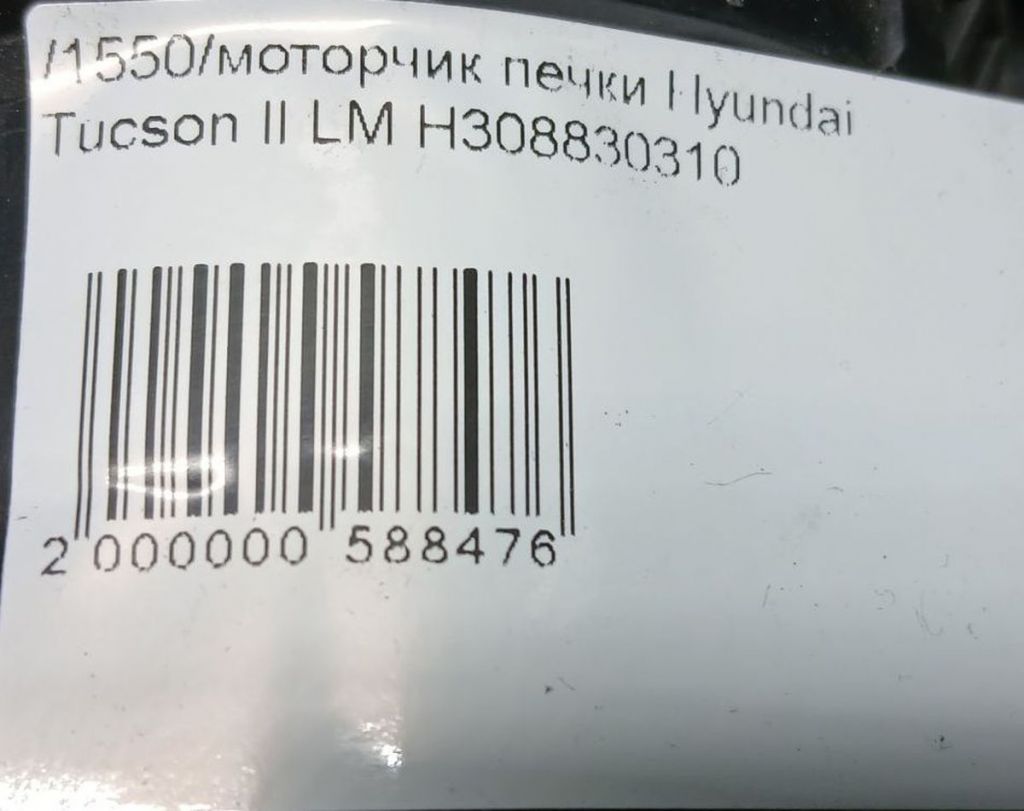 /1550/моторчик печки Hyundai
Tucson II LM H308830310
2 000000 588476